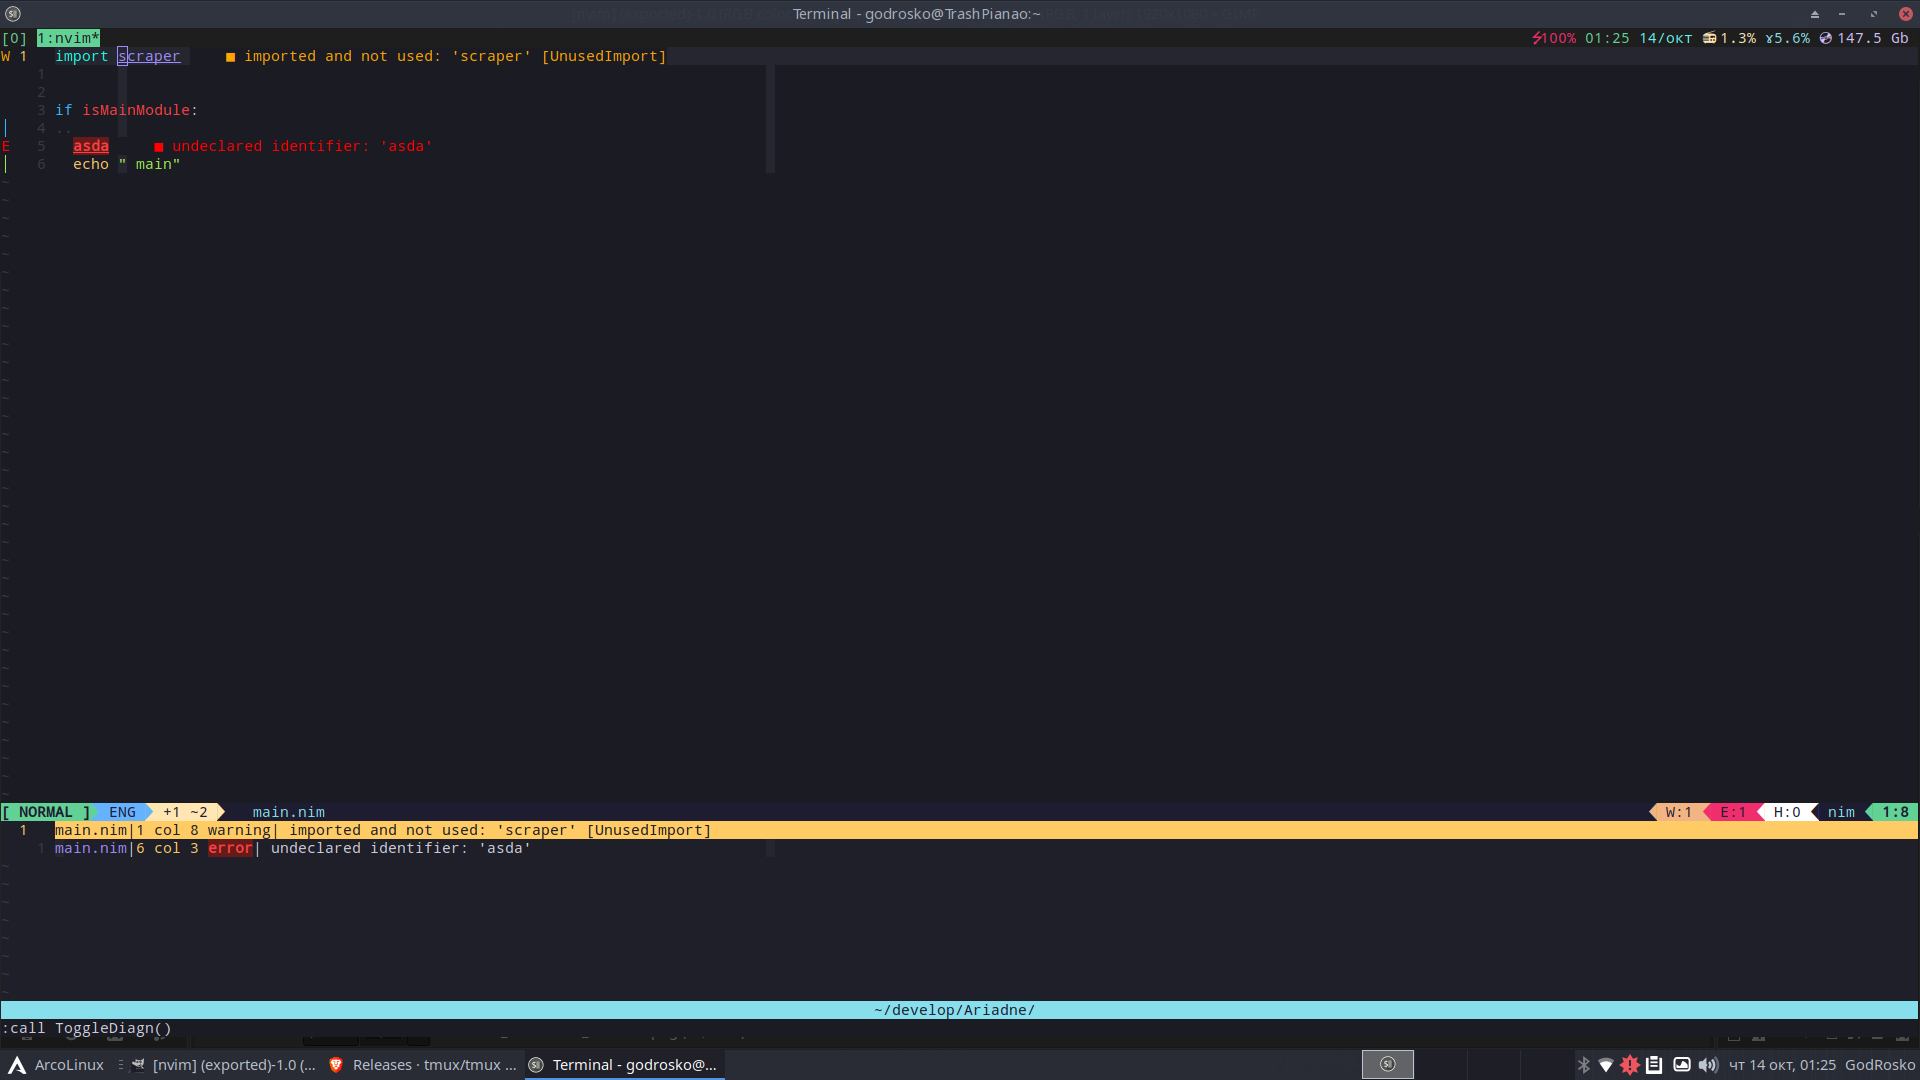 Terminal - godrosko@TrashPianao:~
[0] 1:nvim* 100% 01:25 14/окт 1.3% ɤ5.6% 147.5 Gb
W 1 import scraper ■ imported and not used: 'scraper' [UnusedImport]
1
2
3 if isMainModule:
4 ..
E 5 asda ■ undeclared identifier: 'asda'
6 echo " main"
[ NORMAL ] ENG +1 ~2 main.nim W:1 E:1 H:0 nim 1:8
1 main.nim|1 col 8 warning| imported and not used: 'scraper' [UnusedImport]
1 main.nim|6 col 3 error| undeclared identifier: 'asda'
~/develop/Ariadne/
:call ToggleDiagn()
ArcoLinux [nvim] (exported)-1.0 (... Releases · tmux/tmux ... Terminal - godrosko@... чт 14 окт, 01:25 GodRosko